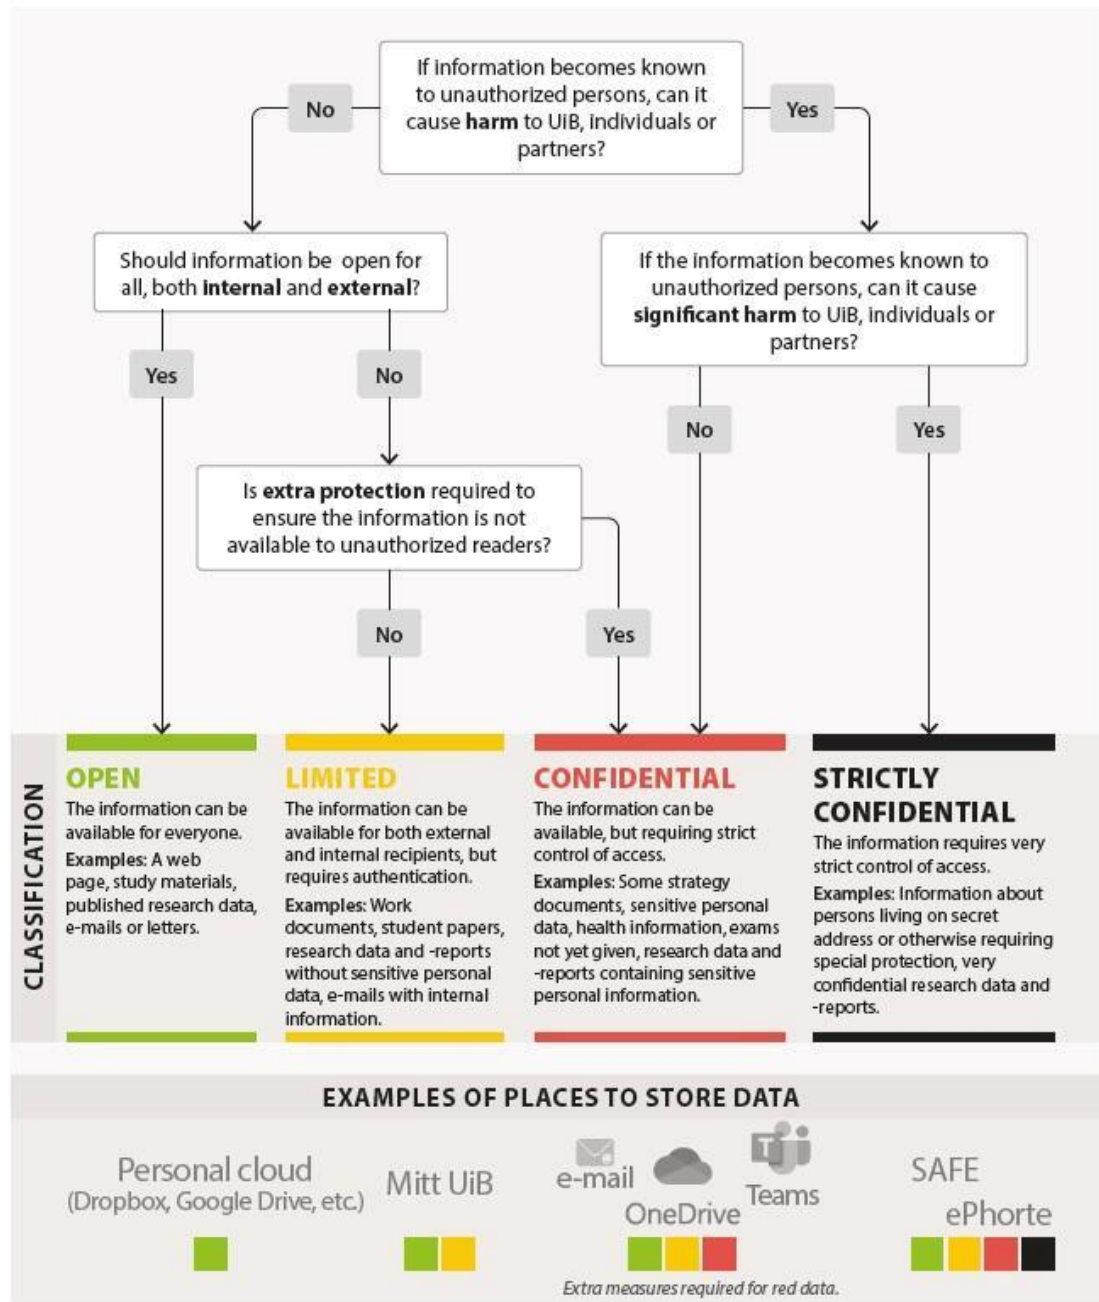 If information becomes known
to unauthorized persons, can it
cause harm to UiB, individuals or
partners?
No
Yes
Should information be open for
all, both internal and external?
If the information becomes known to
unauthorized persons, can it cause
significant harm to UiB, individuals or
partners?
Yes
No
No
Yes
Is extra protection required to
ensure the information is not
available to unauthorized readers?
No
Yes
CLASSIFICATION
OPEN
The information can be
available for everyone.
Examples: A web
page, study materials,
published research data,
e-mails or letters.
LIMITED
The information can be
available for both external
and internal recipients, but
requires authentication.
Examples: Work
documents, student papers,
research data and -reports
without sensitive personal
data, e-mails with internal
information.
CONFIDENTIAL
The information can be
available, but requiring strict
control of access.
Examples: Some strategy
documents, sensitive personal
data, health information, exams
not yet given, research data and
-reports containing sensitive
personal information.
STRICTLY
CONFIDENTIAL
The information requires very
strict control of access.
Examples: Information about
persons living on secret
address or otherwise requiring
special protection, very
confidential research data and
-reports.
EXAMPLES OF PLACES TO STORE DATA
Personal cloud
(Dropbox, Google Drive, etc.)
Mitt UiB
e-mail
OneDrive
T
Teams
SAFE
ePhorte
Extra measures required for red data.